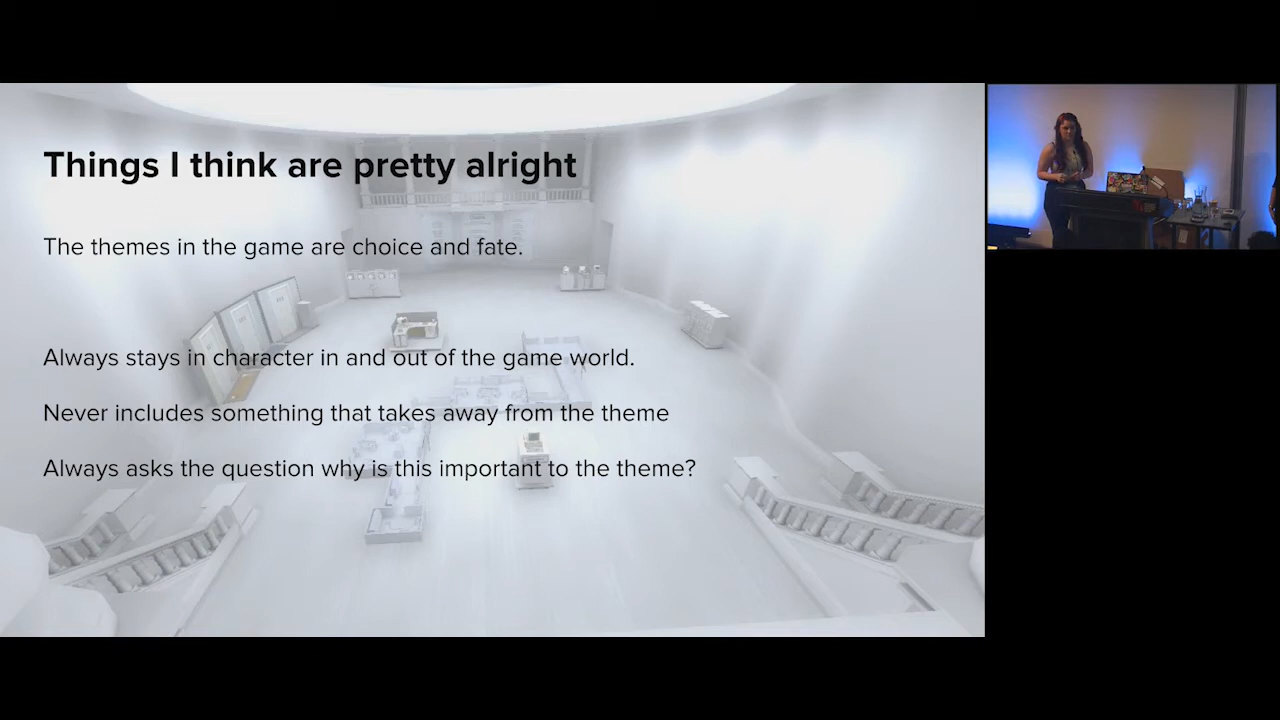 Things I think are pretty alright
The themes in the game are choice and fate.
Always stays in character in and out of the game world.
Never includes something that takes away from the theme
Always asks the question why is this important to the theme?